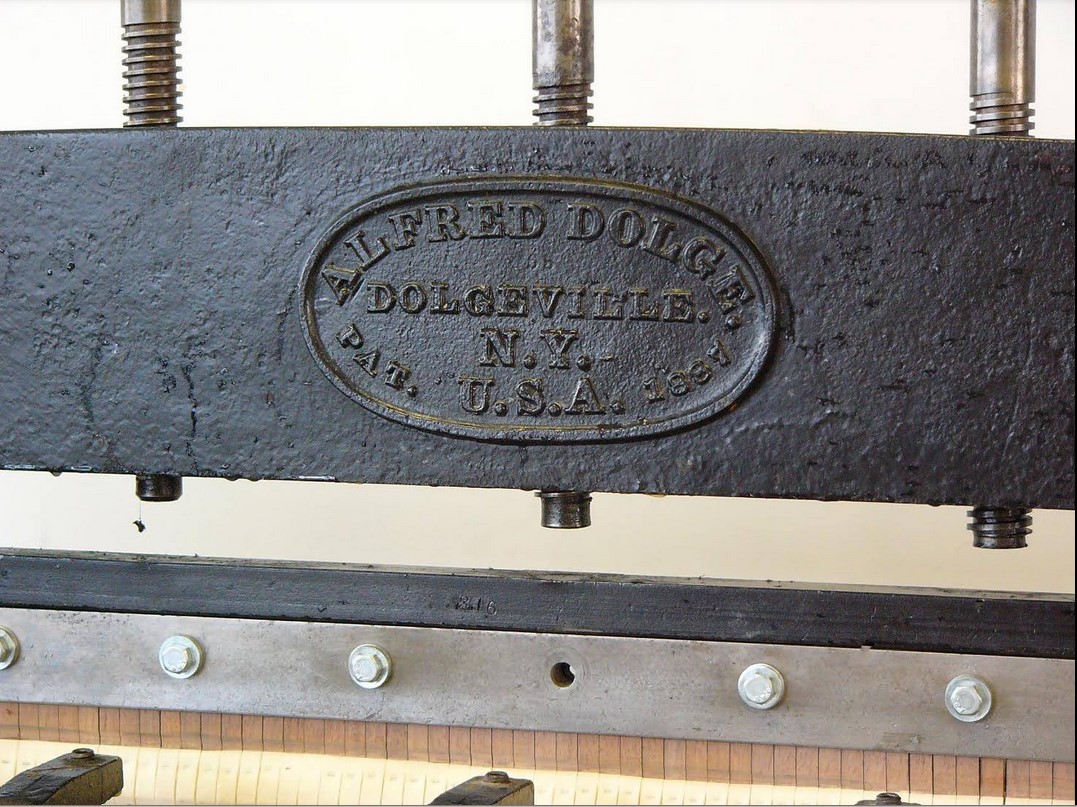 ALFRED DOLGE.
DOLGEVILLE.
N.Y.
U.S.A.
PAT. 1887